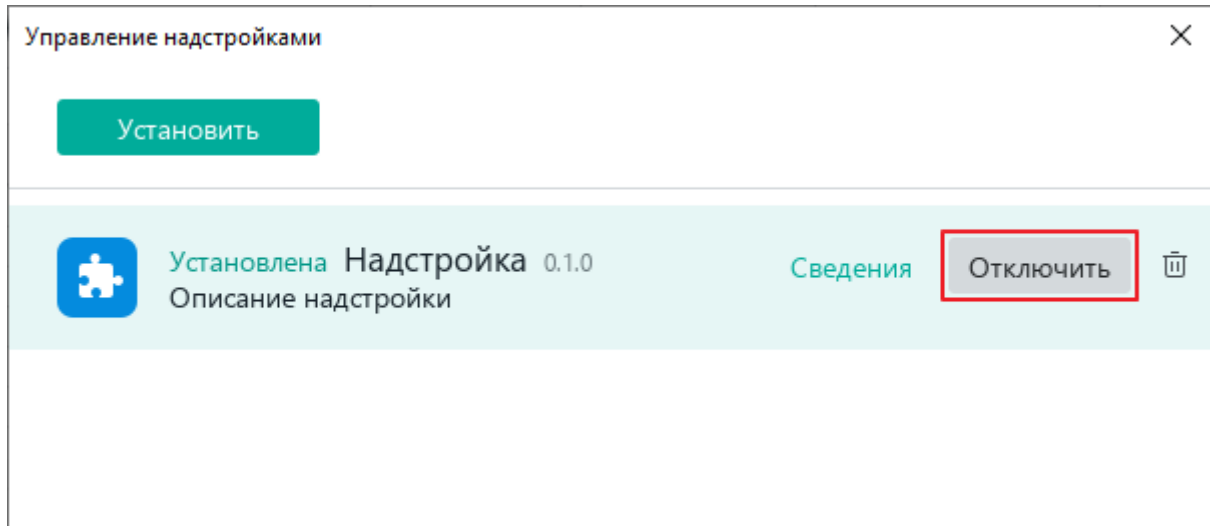 Управление надстройками
Установить
Установлена Надстройка 0.1.0
Описание надстройки
Сведения
Отключить